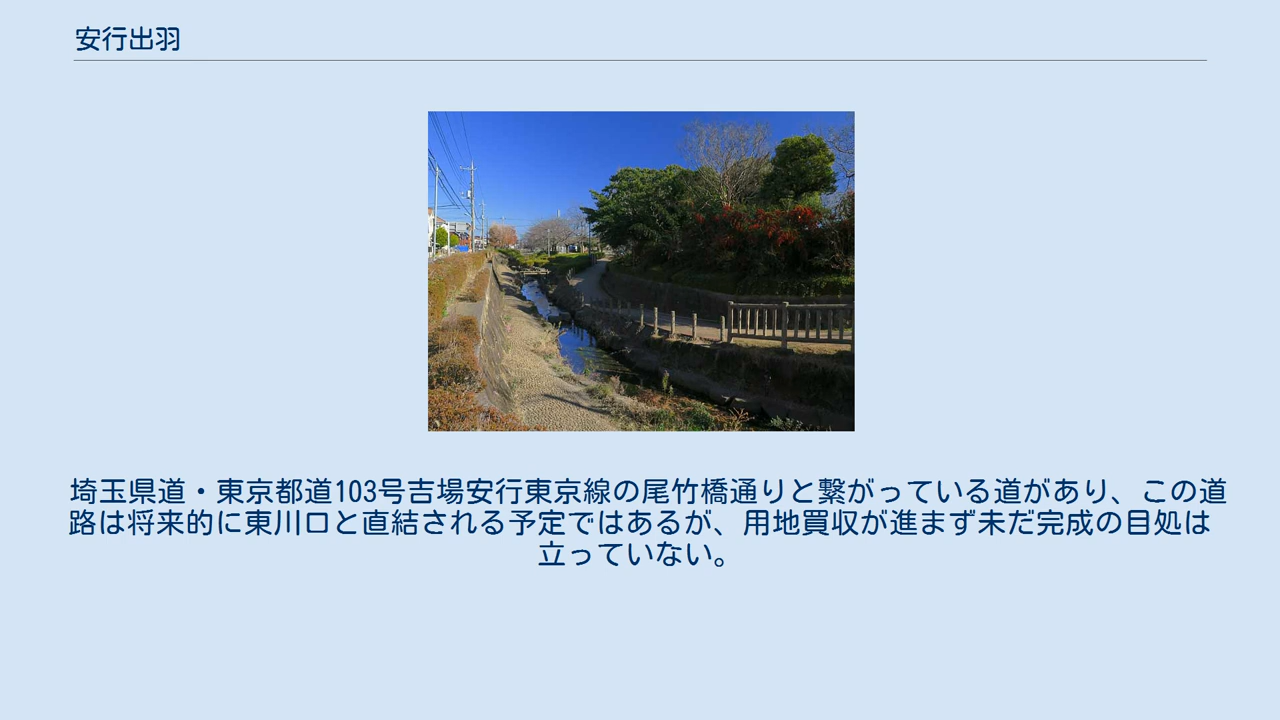 安行出羽
埼玉県道・東京都道103号吉場安行東京線の尾竹橋通りと繋がっている道があり、この道
路は将来的に東川口と直結される予定ではあるが、用地買収が進まず未だ完成の目処は
立っていない。